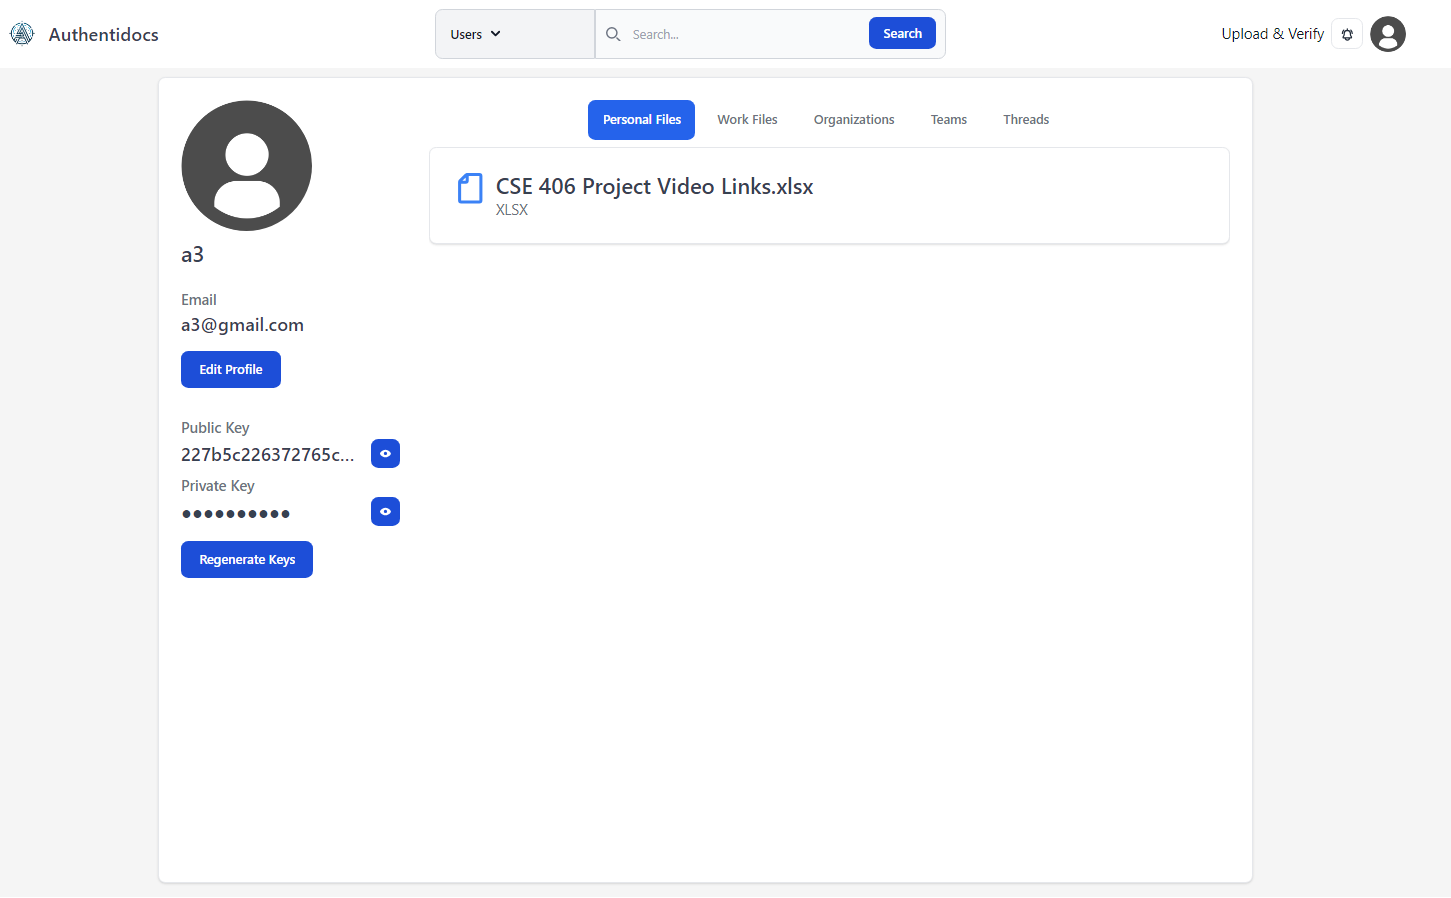 Authentidocs
Users
Search...
Search
Upload & Verify
a3
Email
a3@gmail.com
Edit Profile
Public Key
227b5c226372765c...
Private Key
●●●●●●●●●●
Regenerate Keys
Personal Files
Work Files
Organizations
Teams
Threads
CSE 406 Project Video Links.xlsx
XLSX